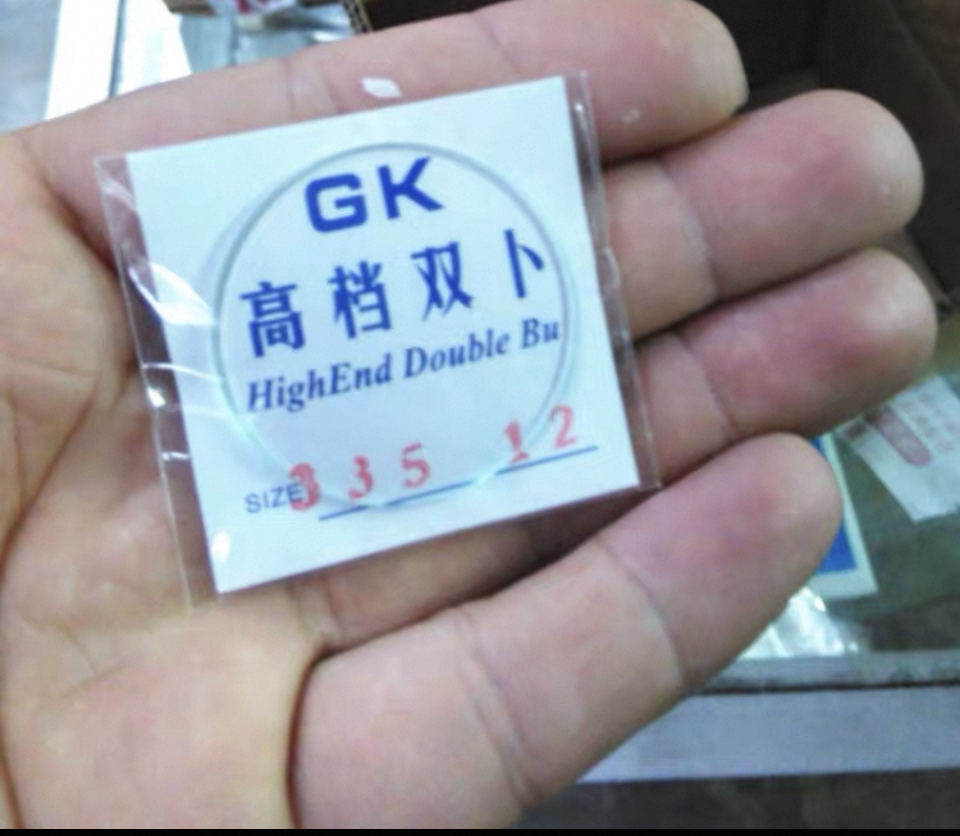 GK
高档双卜
HighEnd Double Bu
SIZE 335 12